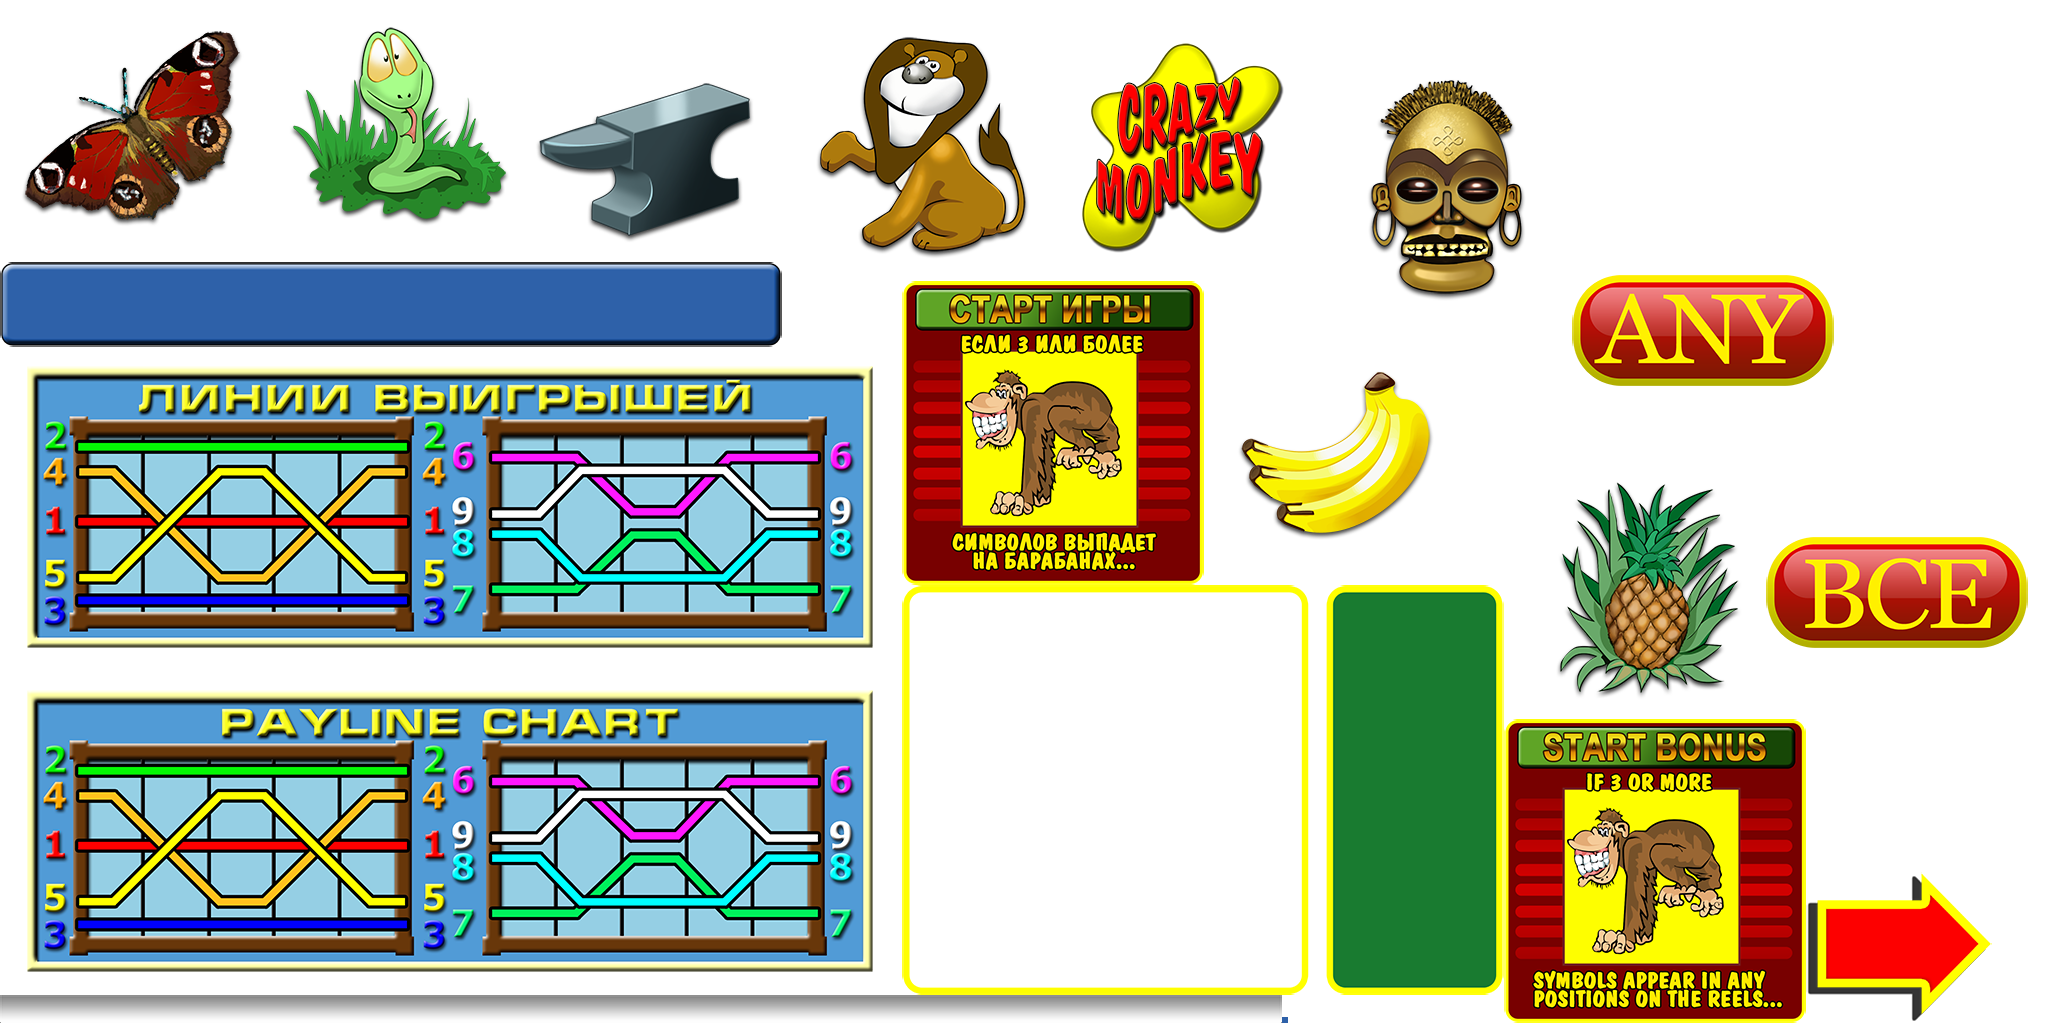 CRAZY
MONKEY
СТАРТ ИГРЫ
ЕСЛИ 3 ИЛИ БОЛЕЕ
СИМВОЛОВ ВЫПАДЕТ
НА БАРАБАНАХ...
ANY
ЛИНИИ ВЫИГРЫШЕЙ
2 2
4 4 6 6
1 1 9 9
8 8
5 5
3 3 7 7
ВСЕ
PAYLINE CHART
2 2
4 4 6 6
1 1 9 9
8 8
5 5
3 3 7 7
START BONUS
IF 3 OR MORE
SYMBOLS APPEAR IN ANY
POSITIONS ON THE REELS...